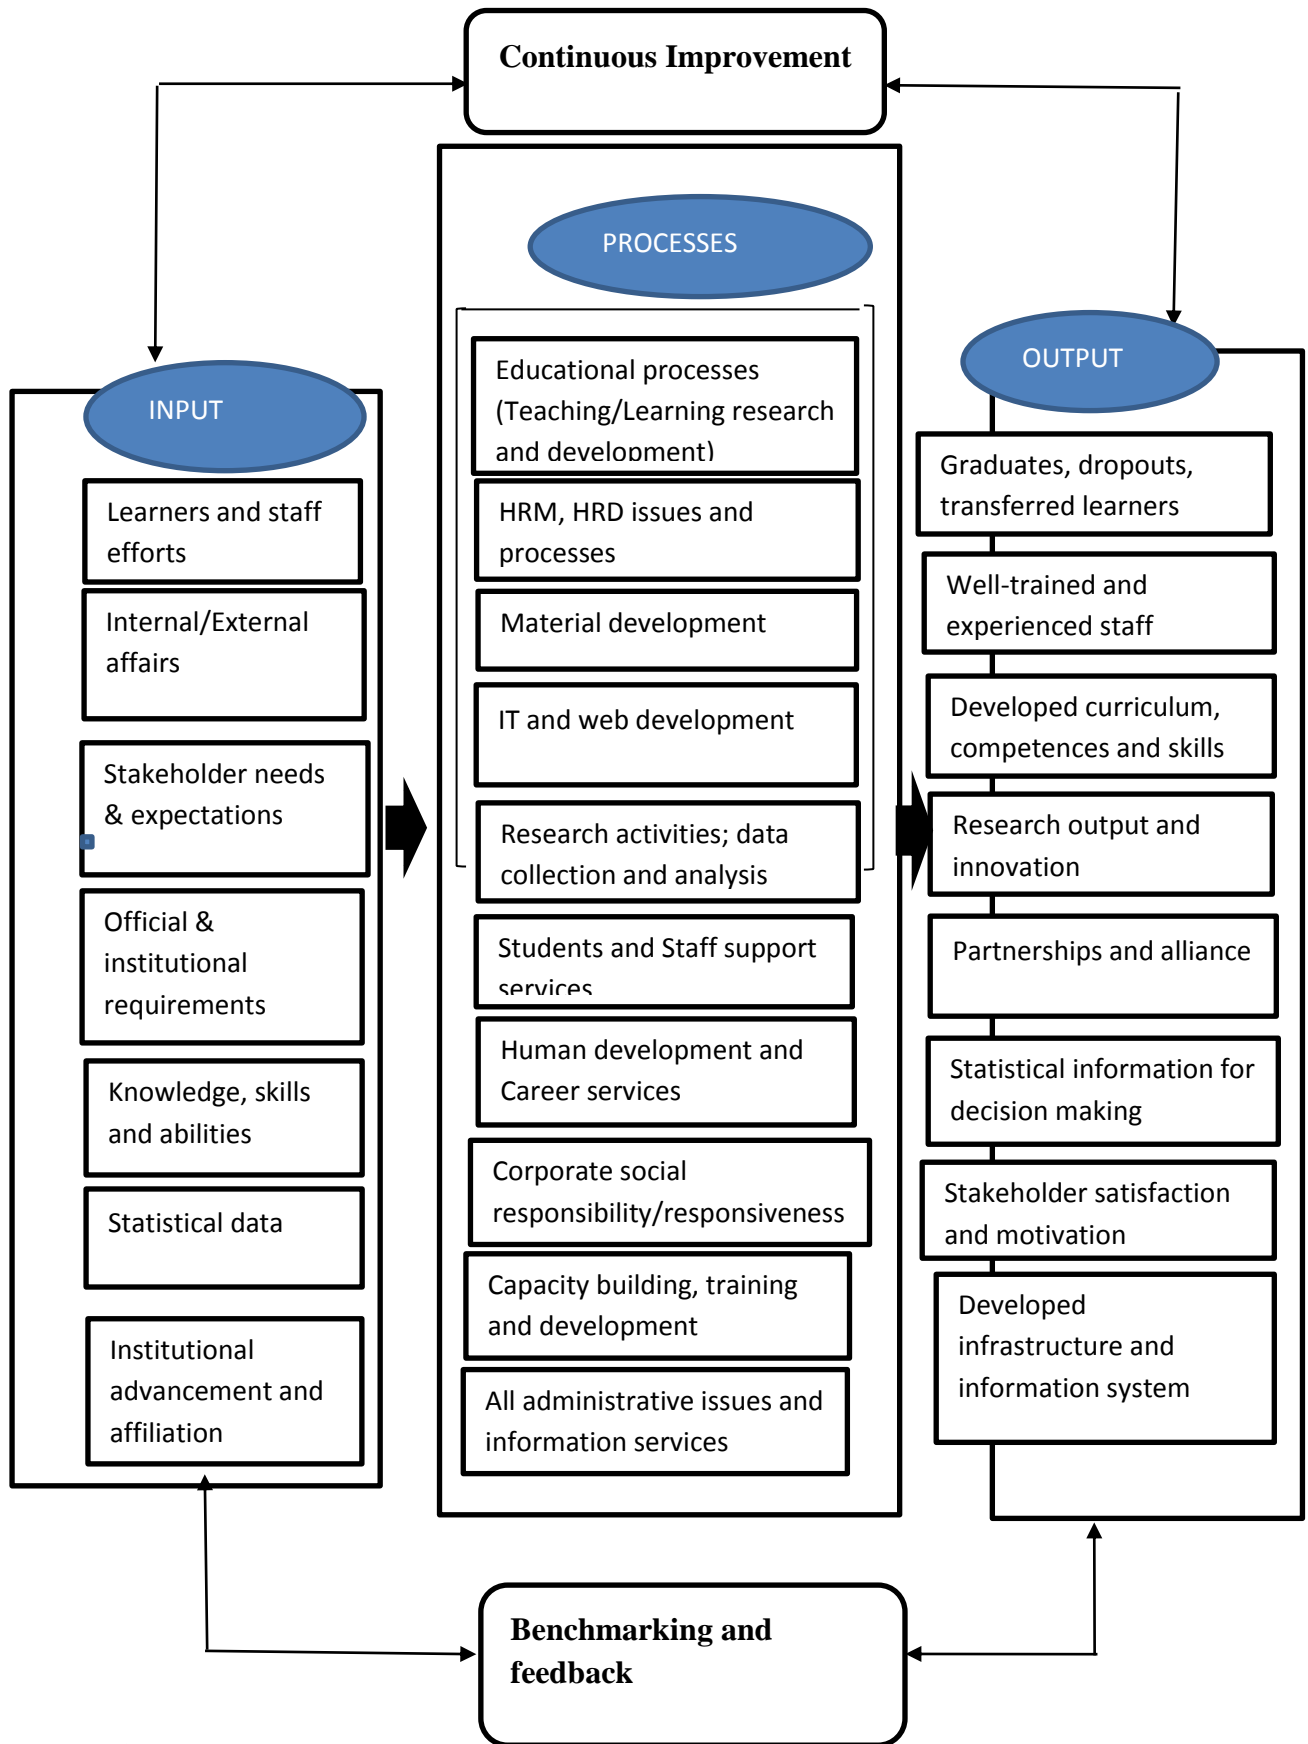 Continuous Improvement
PROCESSES
Educational processes
(Teaching/Learning research
and development)
HRM, HRD issues and
processes
Material development
IT and web development
Research activities; data
collection and analysis
Students and Staff support
services
Human development and
Career services
Corporate social
responsibility/responsiveness
Capacity building, training
and development
All administrative issues and
information services
INPUT
Learners and staff
efforts
Internal/External
affairs
Stakeholder needs
& expectations
Official &
institutional
requirements
Knowledge, skills
and abilities
Statistical data
Institutional
advancement and
affiliation
OUTPUT
Graduates, dropouts,
transferred learners
Well-trained and
experienced staff
Developed curriculum,
competences and skills
Research output and
innovation
Partnerships and alliance
Statistical information for
decision making
Stakeholder satisfaction
and motivation
Developed
infrastructure and
information system
Benchmarking and
feedback